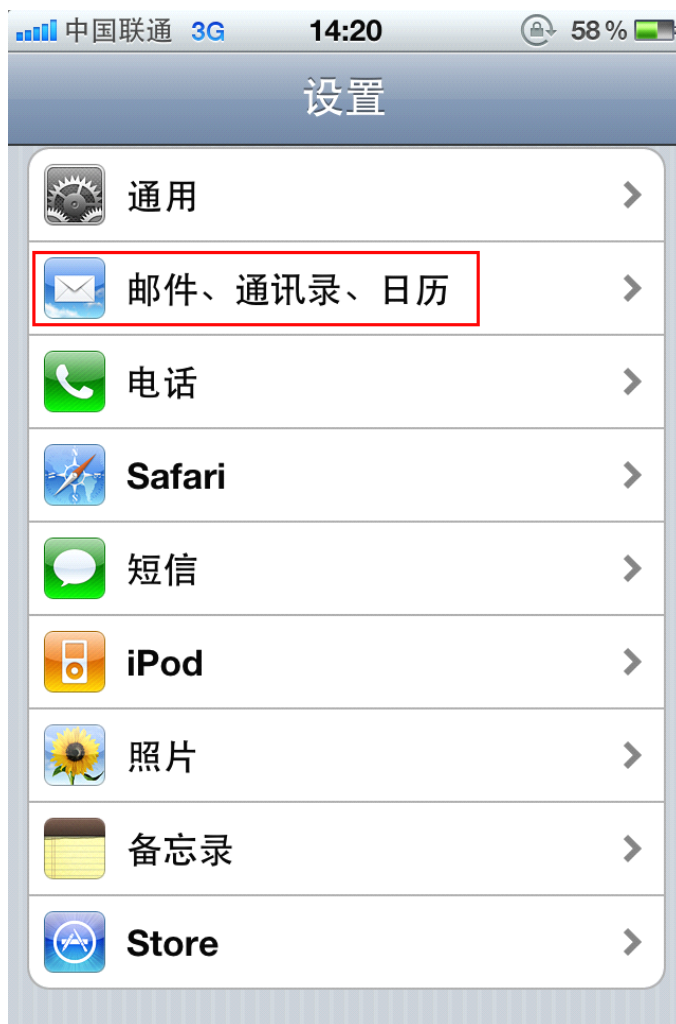 中国联通 3G 14:20 58%
设置
通用
邮件、通讯录、日历
电话
Safari
短信
iPod
照片
备忘录
Store